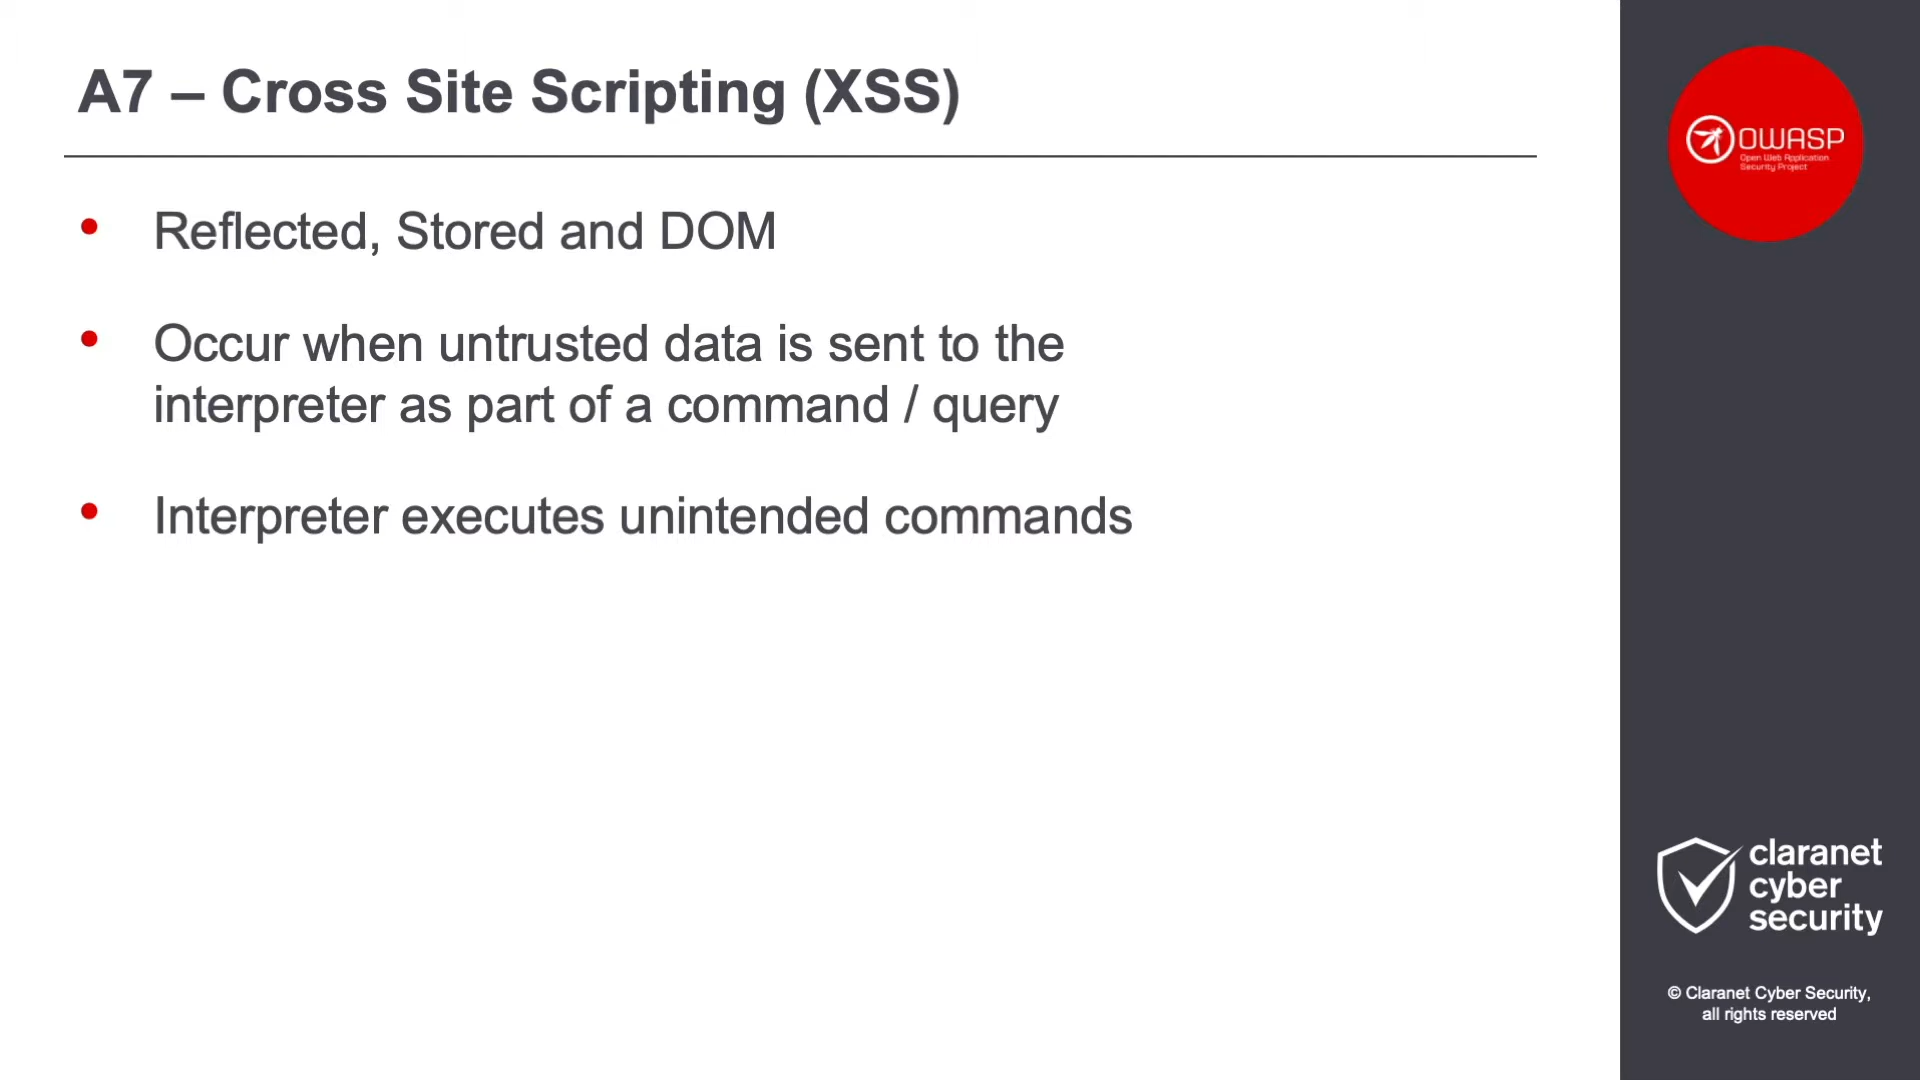 A7 – Cross Site Scripting (XSS)
• Reflected, Stored and DOM
• Occur when untrusted data is sent to the
interpreter as part of a command / query
• Interpreter executes unintended commands
OWASP
Open Web Application
Security Project
claranet
cyber
security
© Claranet Cyber Security,
all rights reserved